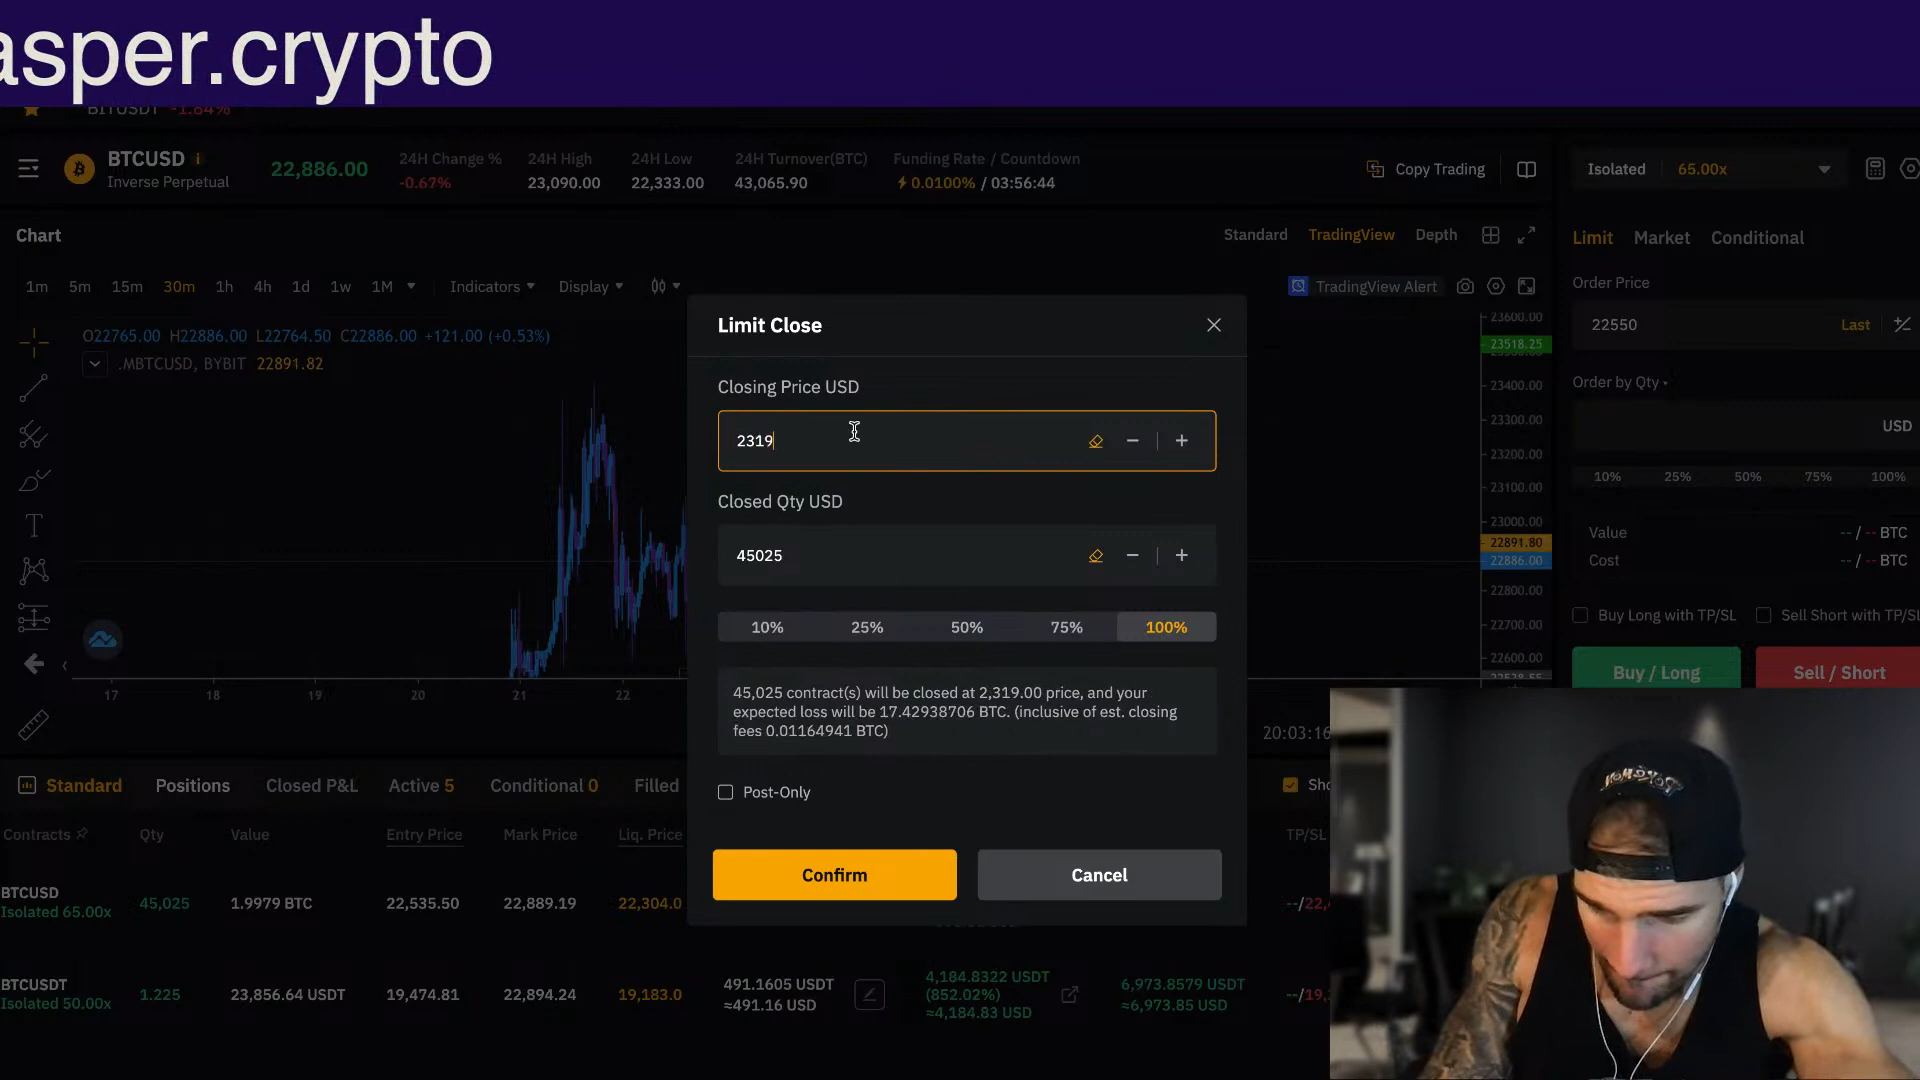 asper.crypto
BITUSDT -1.84%
BTCUSD
Inverse Perpetual
22,886.00
24H Change %
-0.67%
24H High
23,090.00
24H Low
22,333.00
24H Turnover(BTC)
43,065.90
Funding Rate / Countdown
0.0100% / 03:56:44
Copy Trading
Isolated 65.00x
Chart
Standard TradingView Depth
Limit Market Conditional
1m 5m 15m 30m 1h 4h 1d 1w 1M Indicators Display
TradingView Alert
O22765.00 H22886.00 L22764.50 C22886.00 +121.00 (+0.53%)
.MBTCUSD, BYBIT 22891.82
Order Price
22550 Last
Order by Qty
USD
10% 25% 50% 75% 100%
Value -- / -- BTC
Cost -- / -- BTC
Buy Long with TP/SL Sell Short with TP/SL
Buy / Long Sell / Short
23600.00
23518.25
23400.00
23300.00
23200.00
23100.00
23000.00
22891.80
22886.00
22800.00
22700.00
22600.00
17 18 19 20 21 22
20:03:16
Limit Close
Closing Price USD
2319
Closed Qty USD
45025
10% 25% 50% 75% 100%
45,025 contract(s) will be closed at 2,319.00 price, and your
expected loss will be 17.42938706 BTC. (inclusive of est. closing
fees 0.01164941 BTC)
Post-Only
Confirm Cancel
Standard Positions Closed P&L Active 5 Conditional 0 Filled
Contracts Qty Value Entry Price Mark Price Liq. Price TP/SL
BTCUSD
Isolated 65.00x
45,025 1.9979 BTC 22,535.50 22,889.19 22,304.0
BTCUSDT
Isolated 50.00x
1.225 23,856.64 USDT 19,474.81 22,894.24 19,183.0
491.1605 USDT
≈491.16 USD
4,184.8322 USDT
(852.02%)
≈4,184.83 USD
6,973.8579 USDT
≈6,973.85 USD